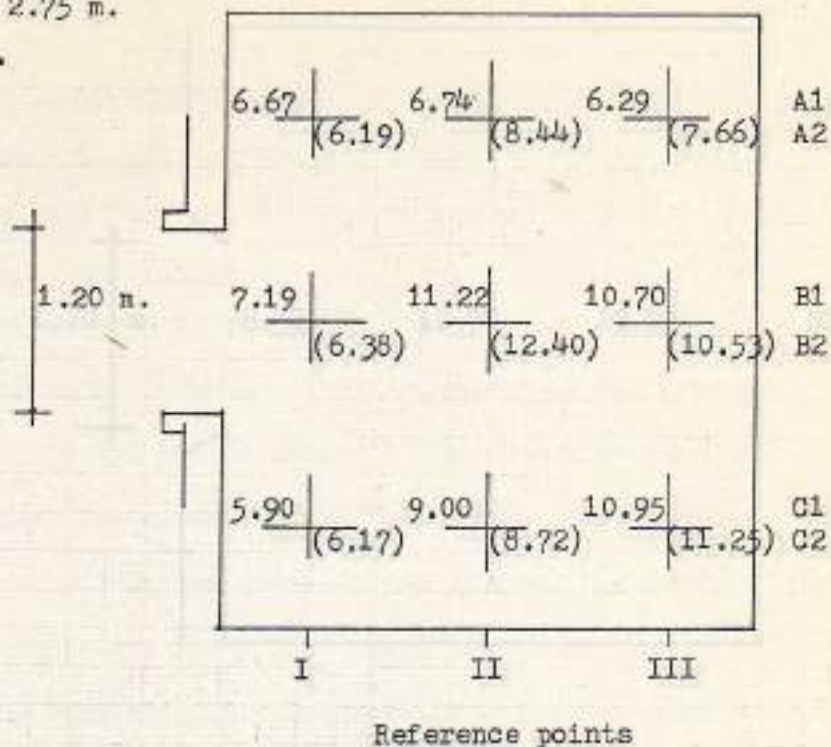 2.75 m.
6.67 6.74 6.29 A1
(6.19) (8.44) (7.66) A2
1.20 m. 7.19 11.22 10.70 B1
(6.38) (12.40) (10.53) B2
5.90 9.00 10.95 C1
(6.17) (8.72) (11.25) C2
I II III
Reference points